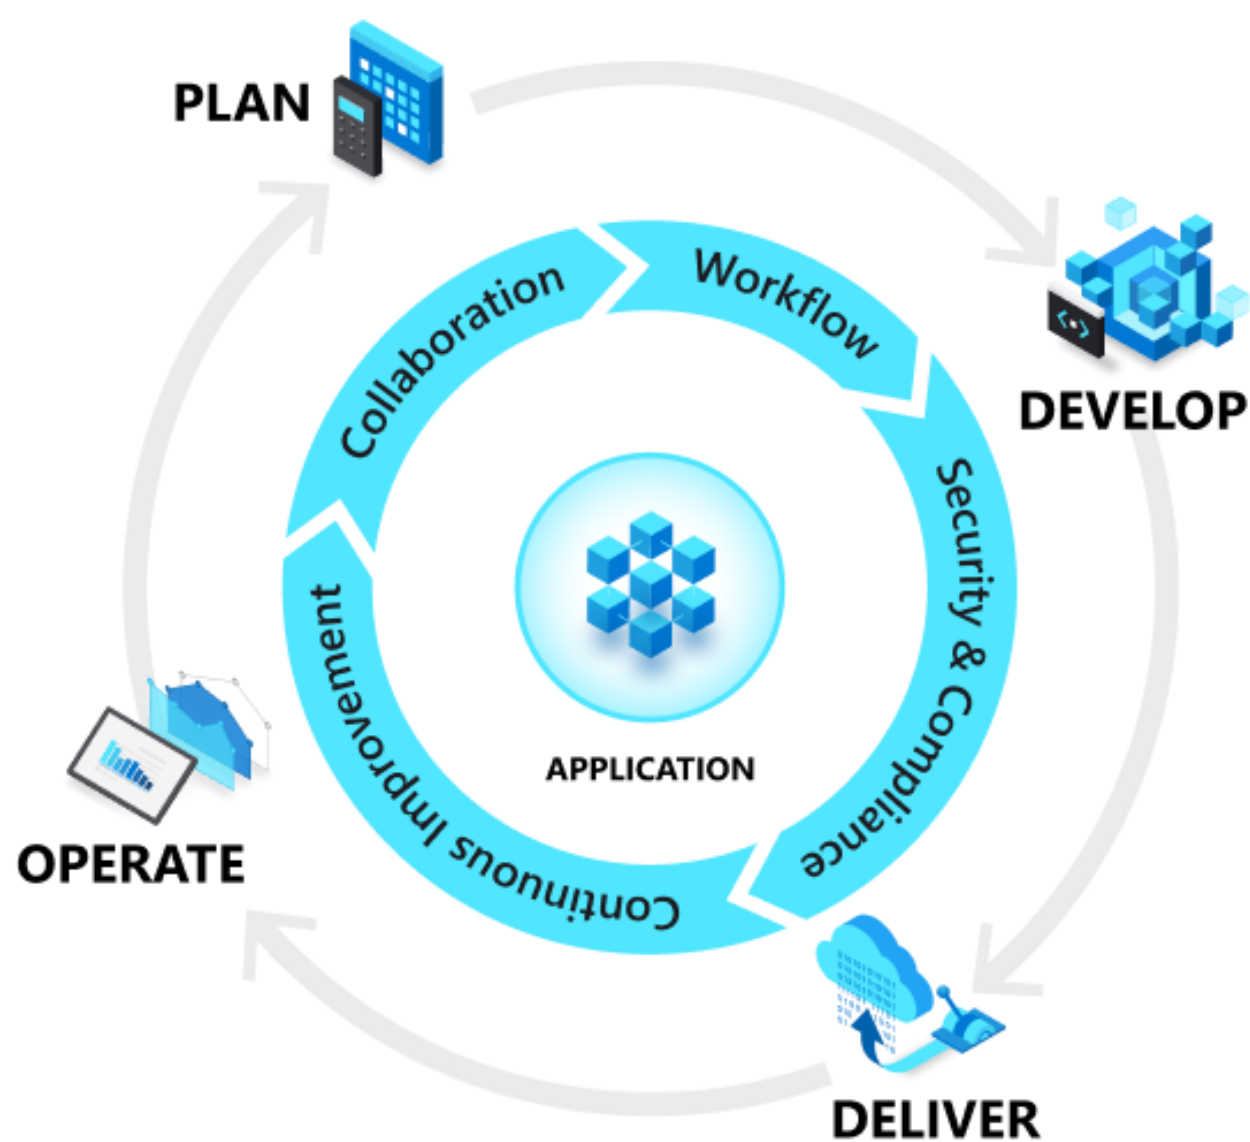 PLAN
DEVELOP
DELIVER
OPERATE
Collaboration
Workflow
Security & Compliance
Continuous Improvement
APPLICATION